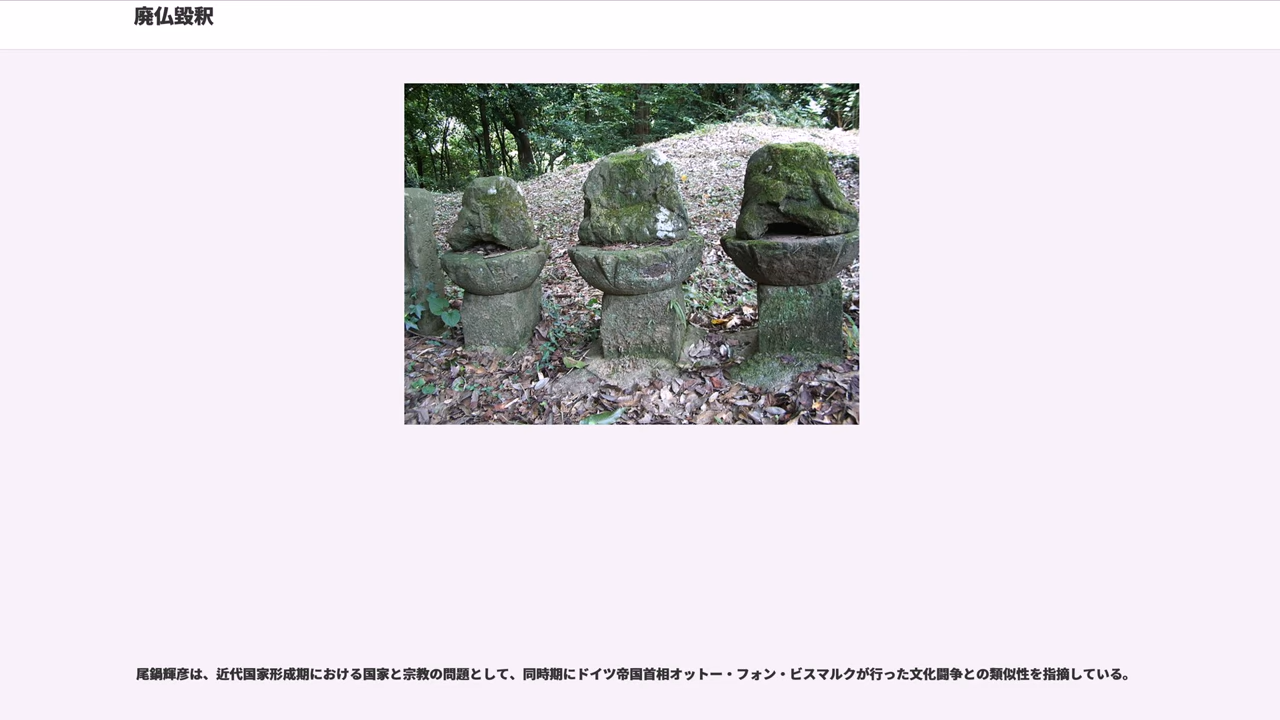 廃仏毀釈
尾鍋輝彦は、近代国家形成期における国家と宗教の問題として、同時期にドイツ帝国首相オットー・フォン・ビスマルクが行った文化闘争との類似性を指摘している。